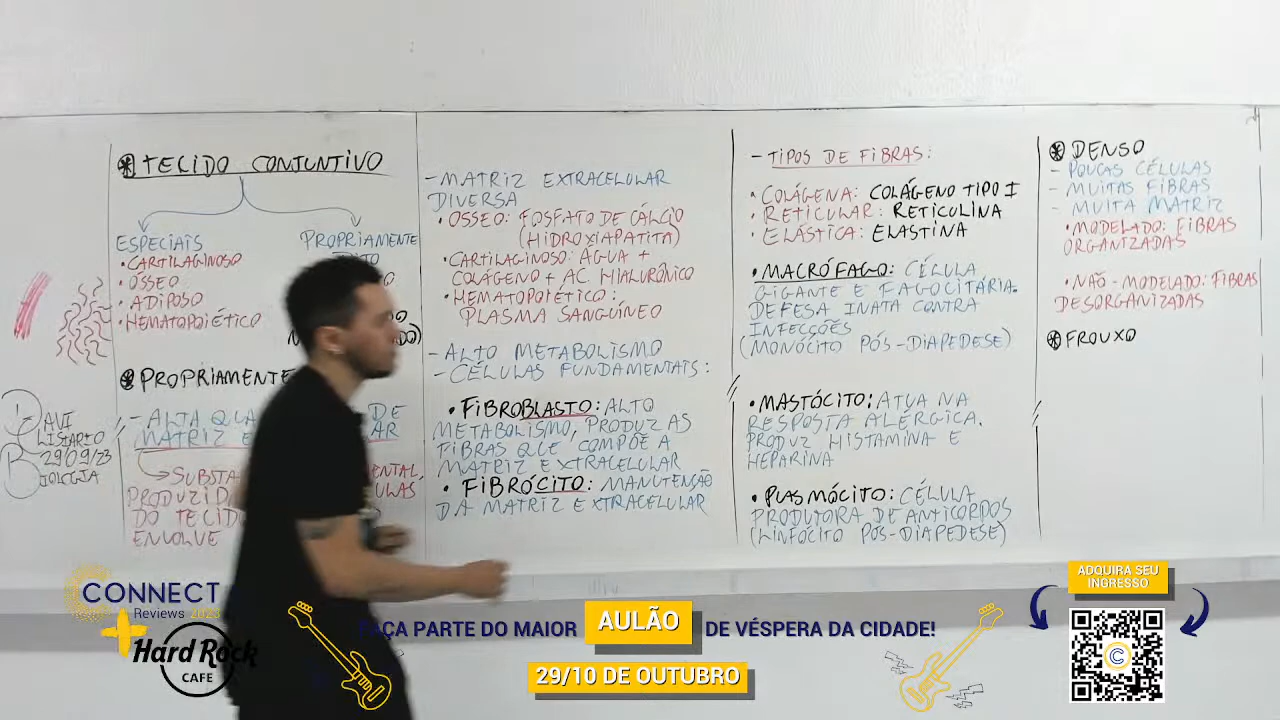 * TECIDO CONJUNTIVO
ESPECIAIS
• CARTILAGINOSO
• ÓSSEO
• ADIPOSO
• HEMATOPOIÉTICO
PROPRIAMENTE
* PROPRIAMENTE
- ALTA
MATRIZ
PRODUZID
DO TECIDO
ENVOLVE
DAVI
LISTARTO
29/09/23
BIOLOGIA
- MATRIZ EXTRACELULAR
DIVERSA
• OSSEO: FOSFATO DE CÁLCIO
(HIDROXIAPATITA)
• CARTILAGINOSO: ÁGUA +
COLÁGENO + AC. HIALURÔNICO
• HEMATOPOIÉTICO:
PLASMA SANGUÍNEO
- ALTO METABOLISMO
- CÉLULAS FUNDAMENTAIS:
• FIBROBLASTO: ALTO
METABOLISMO, PRODUZ AS
FIBRAS QUE COMPÕE A
MATRIZ EXTRACELULAR
• FIBRÓCITO: MANUTENÇÃO
DA MATRIZ EXTRACELULAR
- TIPOS DE FIBRAS:
• COLÁGENA: COLÁGENO TIPO I
• RETICULAR: RETICULINA
• ELÁSTICA: ELASTINA
• MACRÓFAGO: CÉLULA
GIGANTE E FAGOCITÁRIA.
DEFESA INATA CONTRA
INFECÇÕES
(MONÓCITO PÓS-DIAPEDESE)
• MASTÓCITO: ATUA NA
RESPOSTA ALÉRGICA.
PRODUZ HISTAMINA E
HEPARINA
• PLASMÓCITO: CÉLULA
PRODUTORA DE ANTICORPOS
(LINFÓCITO PÓS-DIAPEDESE)
* DENSO
- POUCAS CÉLULAS
- MUITAS FIBRAS
- MUITA MATRIZ
• MODELADO: FIBRAS
ORGANIZADAS
• NÃO-MODELADO: FIBRAS
DESORGANIZADAS
* FROUXO
CONNECT
Reviews 2023
+
Hard Rock
CAFE
FAÇA PARTE DO MAIOR AULÃO DE VÉSPERA DA CIDADE!
29/10 DE OUTUBRO
ADQUIRA SEU
INGRESSO